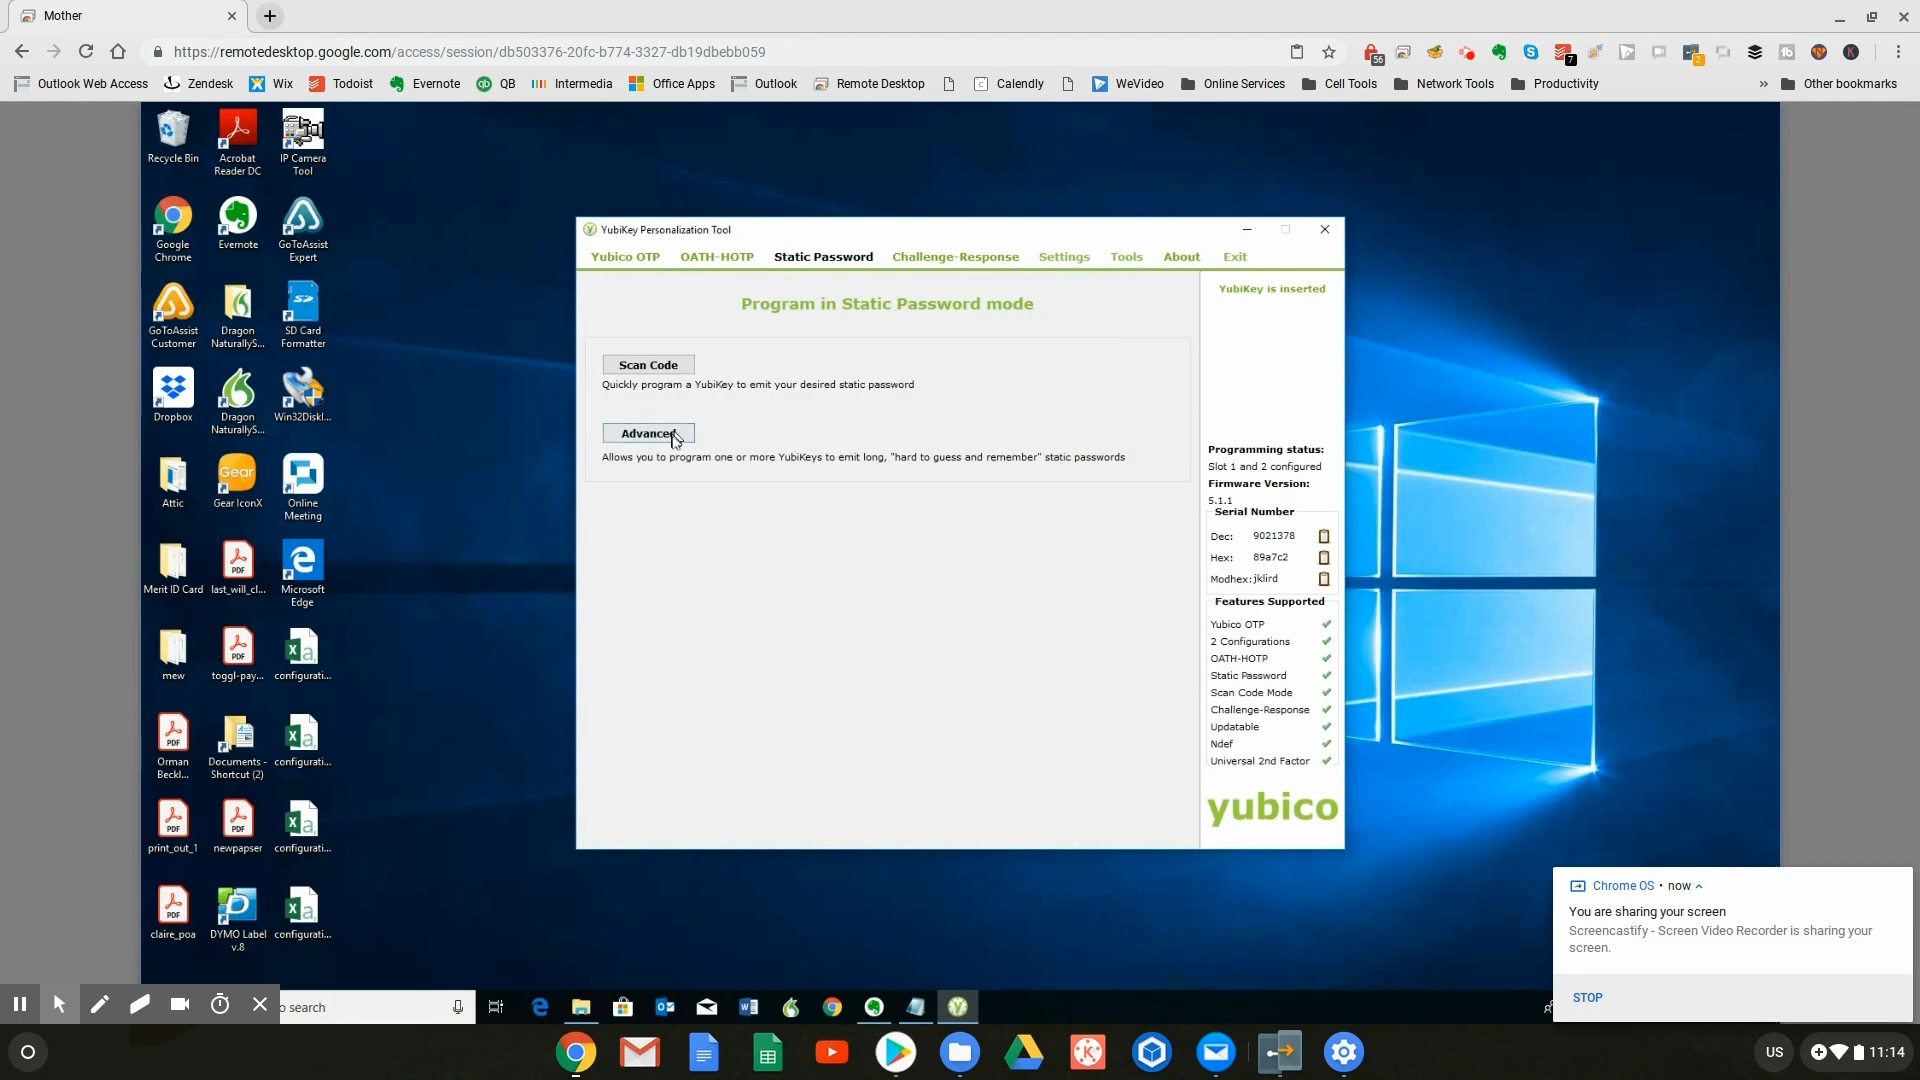 Mother
https://remotedesktop.google.com/access/session/db503376-20fc-b774-3327-db19dbebb059
56
7
2
Outlook Web Access Zendesk Wix Todoist Evernote QB Intermedia Office Apps Outlook Remote Desktop Calendly WeVideo Online Services Cell Tools Network Tools Productivity » Other bookmarks
Recycle Bin
Acrobat Reader DC
IP Camera Tool
Google Chrome
Evernote
GoToAssist Expert
GoToAssist Customer
Dragon NaturallyS...
SD Card Formatter
Dropbox
Dragon NaturallyS...
Win32DiskI...
Attic
Gear IconX
Online Meeting
Merit ID Card
last_will_cl...
Microsoft Edge
mew
toggl-pay...
configurati...
Orman Beckl...
Documents - Shortcut (2)
configurati...
print_out_1
newpapser
configurati...
claire_poa
DYMO Label v.8
configurati...
YubiKey Personalization Tool
Yubico OTP OATH-HOTP Static Password Challenge-Response Settings Tools About Exit
Program in Static Password mode
Scan Code
Quickly program a YubiKey to emit your desired static password
Advanced
Allows you to program one or more YubiKeys to emit long, "hard to guess and remember" static passwords
YubiKey is inserted
Programming status:
Slot 1 and 2 configured
Firmware Version:
5.1.1
Serial Number
Dec: 9021378
Hex: 89a7c2
Modhex: jklird
Features Supported
Yubico OTP
2 Configurations
OATH-HOTP
Static Password
Scan Code Mode
Challenge-Response
Updatable
Ndef
Universal 2nd Factor
yubico
Chrome OS • now
You are sharing your screen
Screencastify - Screen Video Recorder is sharing your
screen.
STOP
o search
US
11:14